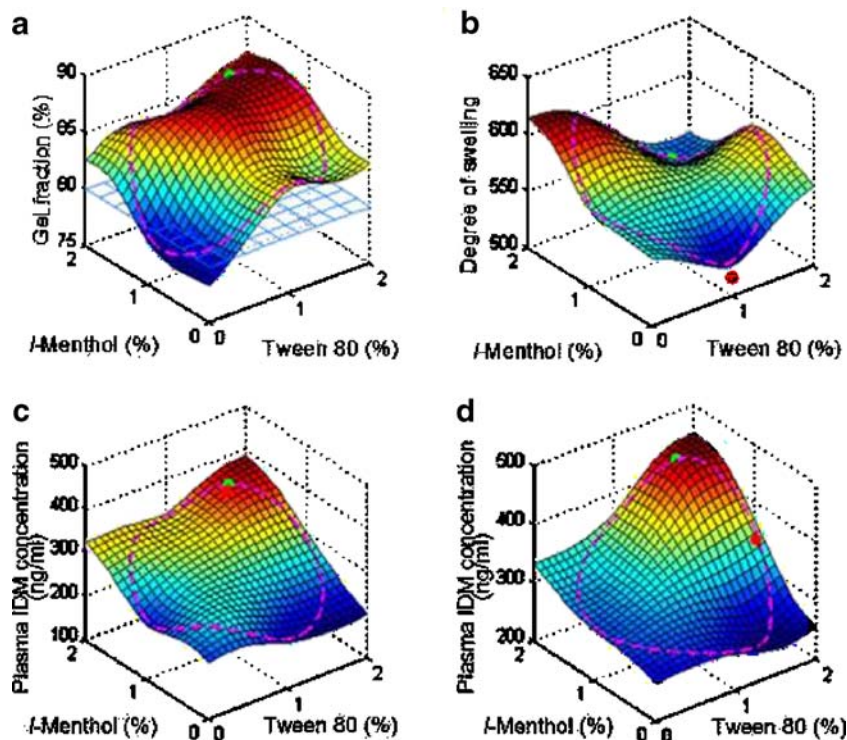 a
Gel fraction (%)
90
85
80
75
2
1
0
0
1
2
l-Menthol (%)
Tween 80 (%)
b
Degree of swelling
650
600
550
500
2
1
0
0
1
2
l-Menthol (%)
Tween 80 (%)
c
Plasma IDM concentration
(ng/ml)
500
400
300
200
100
2
1
0
0
1
2
l-Menthol (%)
Tween 80 (%)
d
Plasma IDM concentration
(ng/ml)
500
400
300
200
2
1
0
0
1
2
l-Menthol (%)
Tween 80 (%)